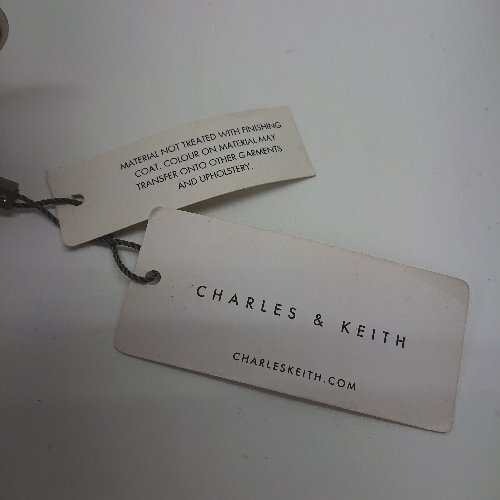 MATERIAL NOT TREATED WITH FINISHING
COAT. COLOUR ON MATERIAL MAY
TRANSFER ONTO OTHER GARMENTS
AND UPHOLSTERY.
CHARLES & KEITH
CHARLESKEITH.COM